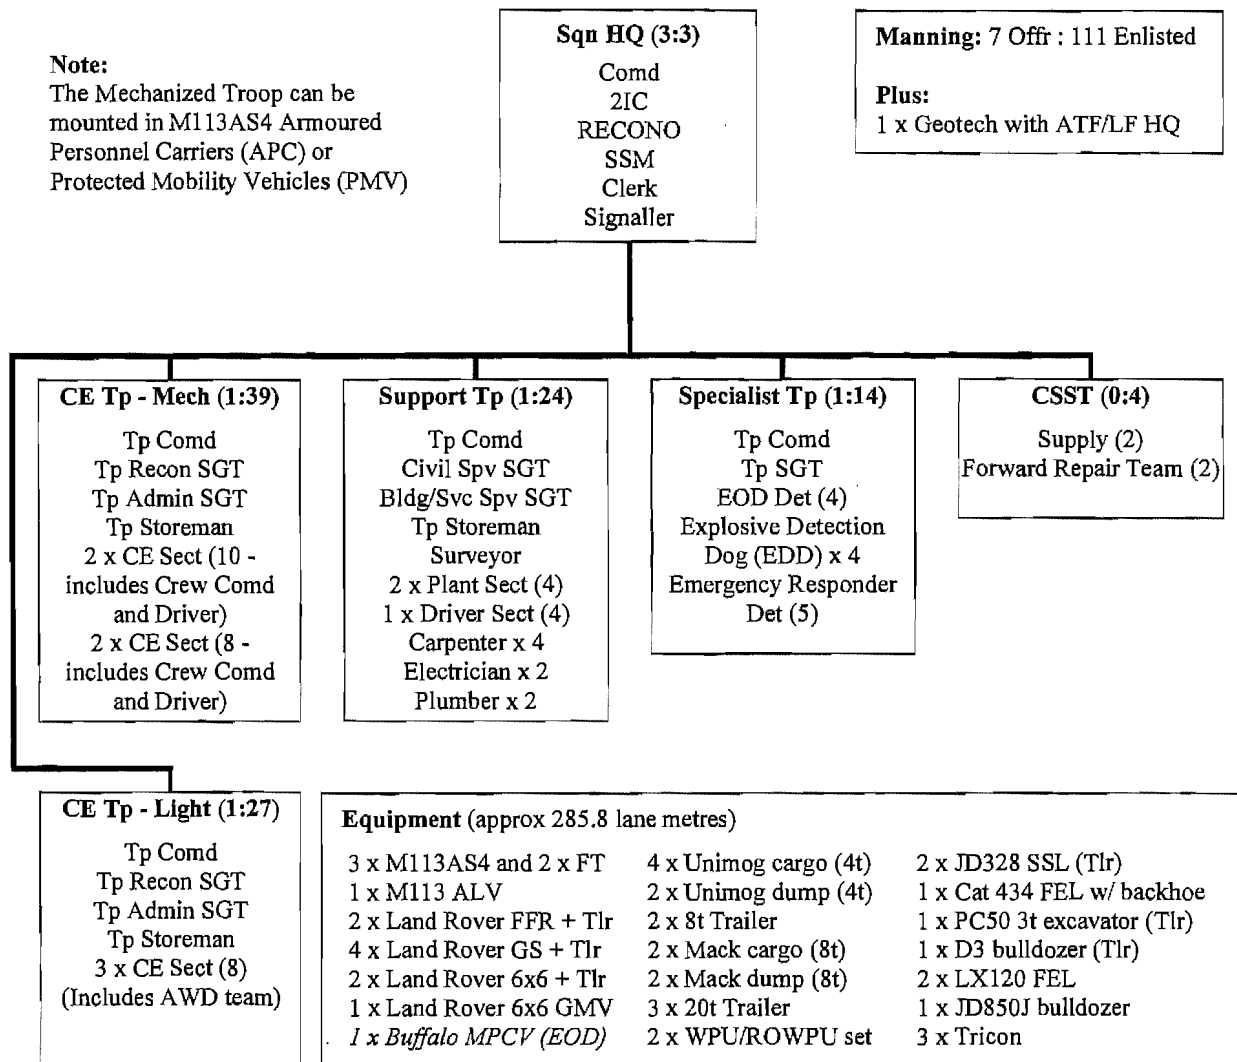 Note:
The Mechanized Troop can be
mounted in M113AS4 Armoured
Personnel Carriers (APC) or
Protected Mobility Vehicles (PMV)
Sqn HQ (3:3)
Comd
2IC
RECONO
SSM
Clerk
Signaller
Manning: 7 Offr : 111 Enlisted
Plus:
1 x Geotech with ATF/LF HQ
CE Tp - Mech (1:39)
Tp Comd
Tp Recon SGT
Tp Admin SGT
Tp Storeman
2 x CE Sect (10 -
includes Crew Comd
and Driver)
2 x CE Sect (8 -
includes Crew Comd
and Driver)
Support Tp (1:24)
Tp Comd
Civil Spv SGT
Bldg/Svc Spv SGT
Tp Storeman
Surveyor
2 x Plant Sect (4)
1 x Driver Sect (4)
Carpenter x 4
Electrician x 2
Plumber x 2
Specialist Tp (1:14)
Tp Comd
Tp SGT
EOD Det (4)
Explosive Detection
Dog (EDD) x 4
Emergency Responder
Det (5)
CSST (0:4)
Supply (2)
Forward Repair Team (2)
CE Tp - Light (1:27)
Tp Comd
Tp Recon SGT
Tp Admin SGT
Tp Storeman
3 x CE Sect (8)
(Includes AWD team)
Equipment (approx 285.8 lane metres)
3 x M113AS4 and 2 x FT
1 x M113 ALV
2 x Land Rover FFR + Tlr
4 x Land Rover GS + Tlr
2 x Land Rover 6x6 + Tlr
1 x Land Rover 6x6 GMV
1 x Buffalo MPCV (EOD)
4 x Unimog cargo (4t)
2 x Unimog dump (4t)
2 x 8t Trailer
2 x Mack cargo (8t)
2 x Mack dump (8t)
3 x 20t Trailer
2 x WPU/ROWPU set
2 x JD328 SSL (Tlr)
1 x Cat 434 FEL w/ backhoe
1 x PC50 3t excavator (Tlr)
1 x D3 bulldozer (Tlr)
2 x LX120 FEL
1 x JD850J bulldozer
3 x Tricon